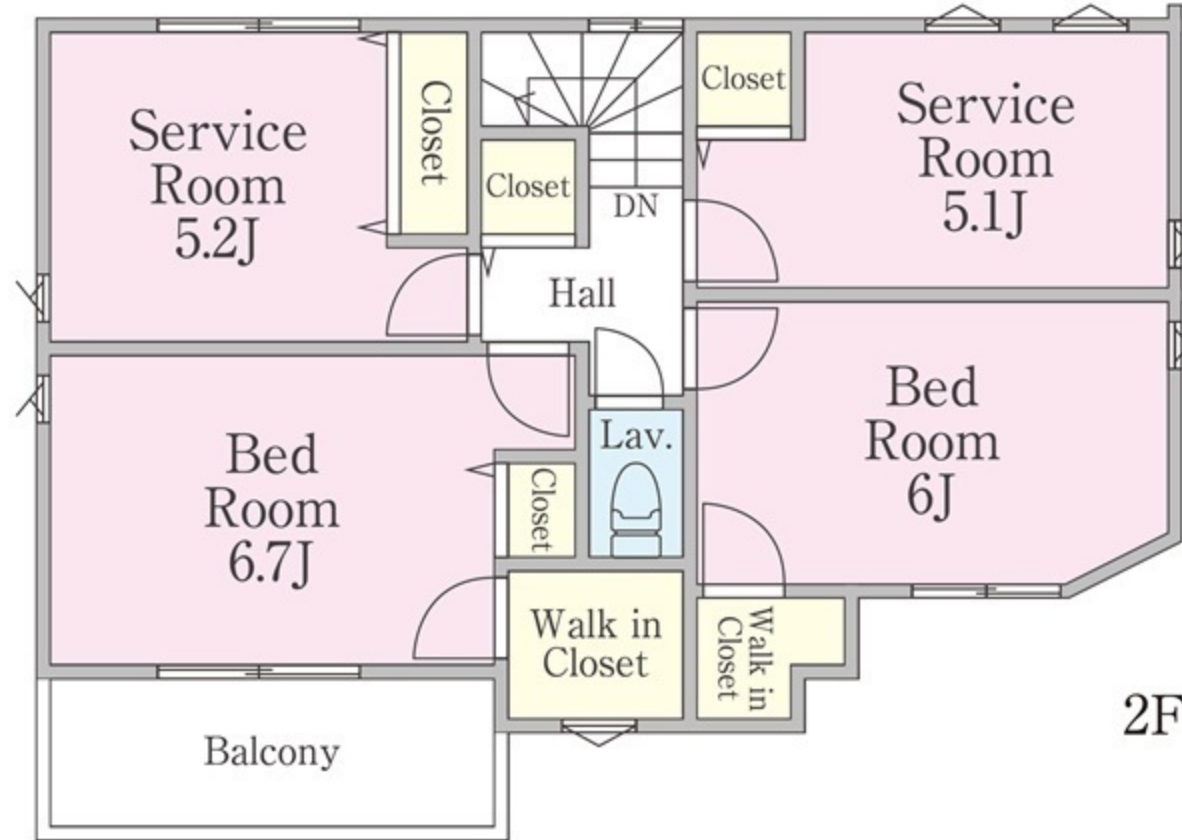 Service
Room
5.2J
Closet
Closet
DN
Hall
Closet
Service
Room
5.1J
Bed
Room
6.7J
Closet
Lav.
Bed
Room
6J
Walk in
Closet
Walk in
Closet
Balcony
2F